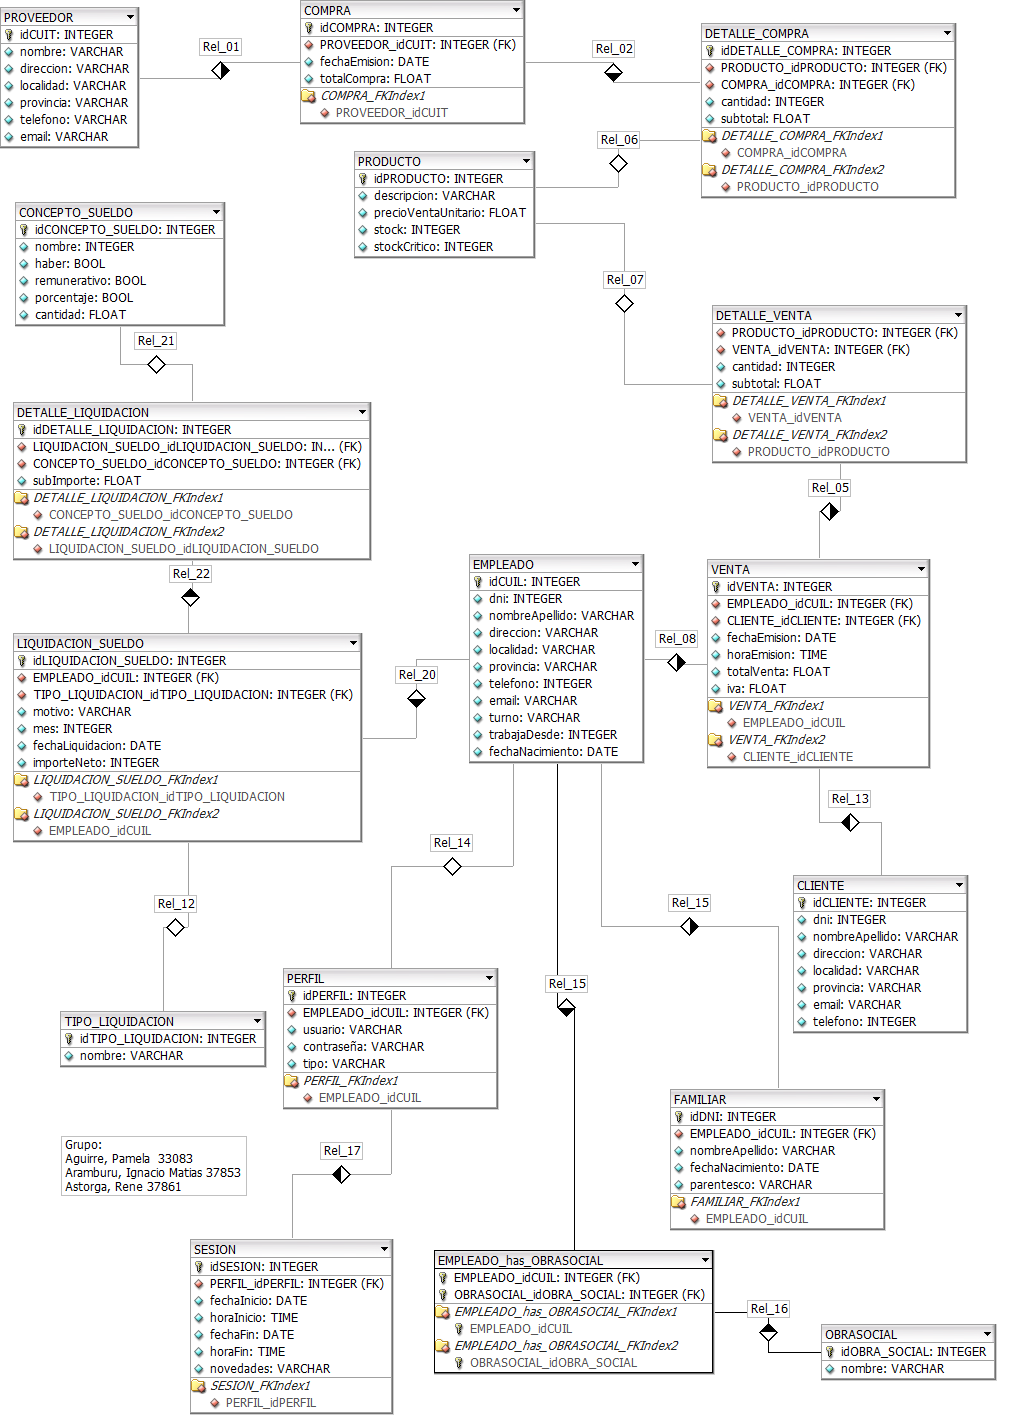 PROVEEDOR
idCUIT: INTEGER
nombre: VARCHAR
direccion: VARCHAR
localidad: VARCHAR
provincia: VARCHAR
telefono: VARCHAR
email: VARCHAR
Rel_01
COMPRA
idCOMPRA: INTEGER
PROVEEDOR_idCUIT: INTEGER (FK)
fechaEmision: DATE
totalCompra: FLOAT
COMPRA_FKIndex1
PROVEEDOR_idCUIT
Rel_02
DETALLE_COMPRA
idDETALLE_COMPRA: INTEGER
PRODUCTO_idPRODUCTO: INTEGER (FK)
COMPRA_idCOMPRA: INTEGER (FK)
cantidad: INTEGER
subtotal: FLOAT
DETALLE_COMPRA_FKIndex1
COMPRA_idCOMPRA
DETALLE_COMPRA_FKIndex2
PRODUCTO_idPRODUCTO
Rel_06
PRODUCTO
idPRODUCTO: INTEGER
descripcion: VARCHAR
precioVentaUnitario: FLOAT
stock: INTEGER
stockCritico: INTEGER
Rel_07
CONCEPTO_SUELDO
idCONCEPTO_SUELDO: INTEGER
nombre: INTEGER
haber: BOOL
remunerativo: BOOL
porcentaje: BOOL
cantidad: FLOAT
Rel_21
DETALLE_VENTA
PRODUCTO_idPRODUCTO: INTEGER (FK)
VENTA_idVENTA: INTEGER (FK)
cantidad: INTEGER
subtotal: FLOAT
DETALLE_VENTA_FKIndex1
VENTA_idVENTA
DETALLE_VENTA_FKIndex2
PRODUCTO_idPRODUCTO
Rel_05
DETALLE_LIQUIDACION
idDETALLE_LIQUIDACION: INTEGER
LIQUIDACION_SUELDO_idLIQUIDACION_SUELDO: IN... (FK)
CONCEPTO_SUELDO_idCONCEPTO_SUELDO: INTEGER (FK)
subImporte: FLOAT
DETALLE_LIQUIDACION_FKIndex1
CONCEPTO_SUELDO_idCONCEPTO_SUELDO
DETALLE_LIQUIDACION_FKIndex2
LIQUIDACION_SUELDO_idLIQUIDACION_SUELDO
Rel_22
EMPLEADO
idCUIL: INTEGER
dni: INTEGER
nombreApellido: VARCHAR
direccion: VARCHAR
localidad: VARCHAR
provincia: VARCHAR
telefono: INTEGER
email: VARCHAR
turno: VARCHAR
trabajaDesde: INTEGER
fechaNacimiento: DATE
Rel_08
VENTA
idVENTA: INTEGER
EMPLEADO_idCUIL: INTEGER (FK)
CLIENTE_idCLIENTE: INTEGER (FK)
fechaEmision: DATE
horaEmision: TIME
totalVenta: FLOAT
iva: FLOAT
VENTA_FKIndex1
EMPLEADO_idCUIL
VENTA_FKIndex2
CLIENTE_idCLIENTE
Rel_13
LIQUIDACION_SUELDO
idLIQUIDACION_SUELDO: INTEGER
EMPLEADO_idCUIL: INTEGER (FK)
TIPO_LIQUIDACION_idTIPO_LIQUIDACION: INTEGER (FK)
motivo: VARCHAR
mes: INTEGER
fechaLiquidacion: DATE
importeNeto: INTEGER
LIQUIDACION_SUELDO_FKIndex1
TIPO_LIQUIDACION_idTIPO_LIQUIDACION
LIQUIDACION_SUELDO_FKIndex2
EMPLEADO_idCUIL
Rel_20
Rel_14
Rel_12
Rel_15
Rel_15
CLIENTE
idCLIENTE: INTEGER
dni: INTEGER
nombreApellido: VARCHAR
direccion: VARCHAR
localidad: VARCHAR
provincia: VARCHAR
email: VARCHAR
telefono: INTEGER
PERFIL
idPERFIL: INTEGER
EMPLEADO_idCUIL: INTEGER (FK)
usuario: VARCHAR
contraseña: VARCHAR
tipo: VARCHAR
PERFIL_FKIndex1
EMPLEADO_idCUIL
TIPO_LIQUIDACION
idTIPO_LIQUIDACION: INTEGER
nombre: VARCHAR
Grupo:
Aguirre, Pamela  33083
Aramburu, Ignacio Matias 37853
Astorga, Rene 37861
Rel_17
FAMILIAR
idDNI: INTEGER
EMPLEADO_idCUIL: INTEGER (FK)
nombreApellido: VARCHAR
fechaNacimiento: DATE
parentesco: VARCHAR
FAMILIAR_FKIndex1
EMPLEADO_idCUIL
SESION
idSESION: INTEGER
PERFIL_idPERFIL: INTEGER (FK)
fechaInicio: DATE
horaInicio: TIME
fechaFin: DATE
horaFin: TIME
novedades: VARCHAR
SESION_FKIndex1
PERFIL_idPERFIL
EMPLEADO_has_OBRASOCIAL
EMPLEADO_idCUIL: INTEGER (FK)
OBRASOCIAL_idOBRA_SOCIAL: INTEGER (FK)
EMPLEADO_has_OBRASOCIAL_FKIndex1
EMPLEADO_idCUIL
EMPLEADO_has_OBRASOCIAL_FKIndex2
OBRASOCIAL_idOBRA_SOCIAL
Rel_16
OBRASOCIAL
idOBRA_SOCIAL: INTEGER
nombre: VARCHAR